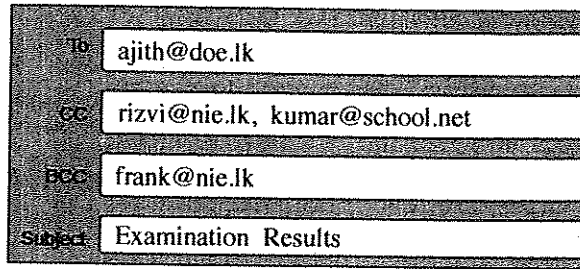 To ajith@doe.lk
CC rizvi@nie.lk, kumar@school.net
BCC frank@nie.lk
Subject Examination Results